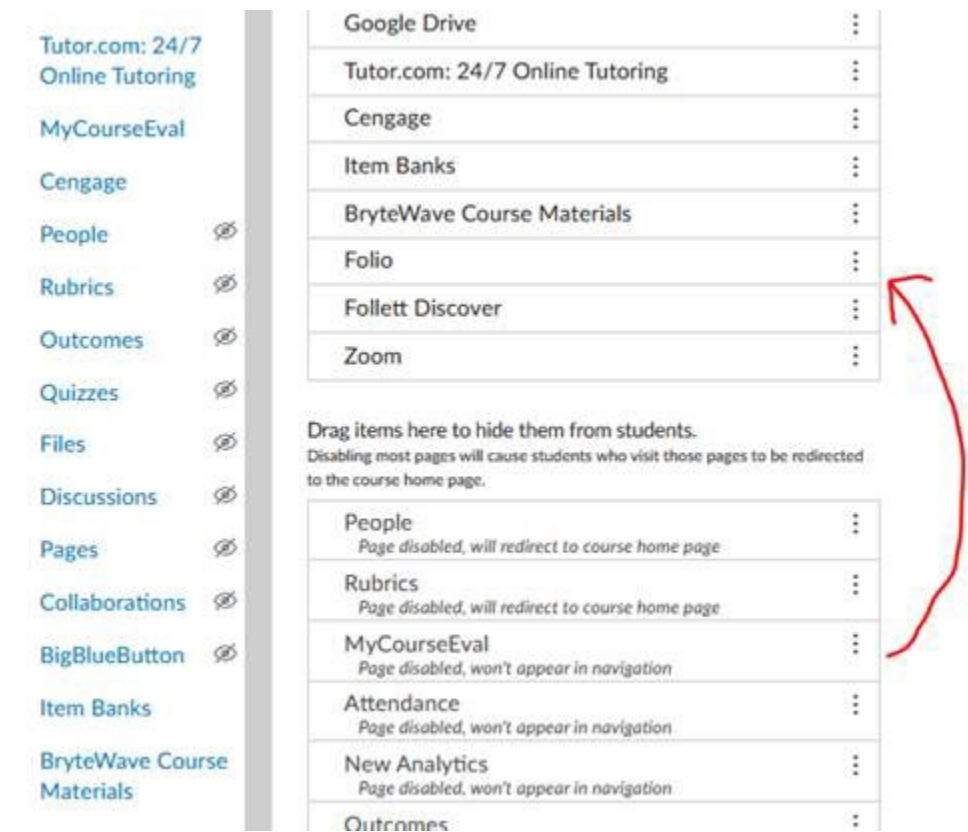 Tutor.com: 24/7
Online Tutoring
MyCourseEval
Cengage
People
Rubrics
Outcomes
Quizzes
Files
Discussions
Pages
Collaborations
BigBlueButton
Item Banks
BryteWave Course
Materials
Google Drive
Tutor.com: 24/7 Online Tutoring
Cengage
Item Banks
BryteWave Course Materials
Folio
Follett Discover
Zoom
Drag items here to hide them from students.
Disabling most pages will cause students who visit those pages to be redirected
to the course home page.
People
Page disabled, will redirect to course home page
Rubrics
Page disabled, will redirect to course home page
MyCourseEval
Page disabled, won't appear in navigation
Attendance
Page disabled, won't appear in navigation
New Analytics
Page disabled, won't appear in navigation
Outcomes